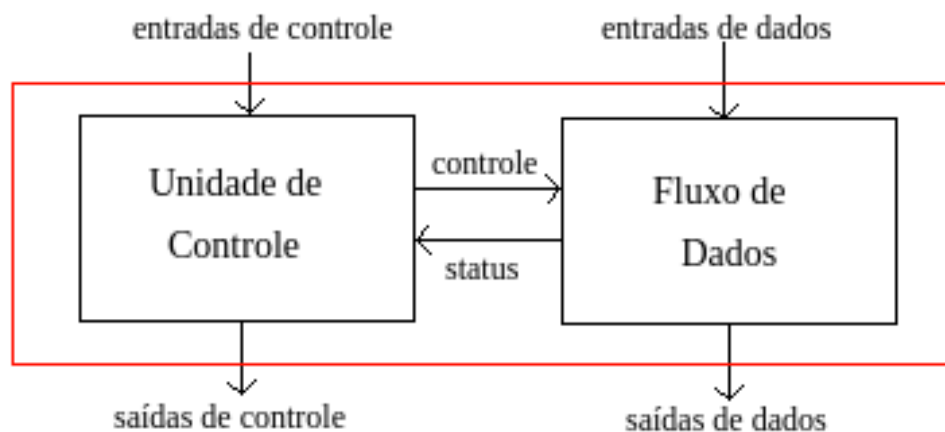 entradas de controle
entradas de dados
Unidade de
Controle
controle
status
Fluxo de
Dados
saídas de controle
saídas de dados